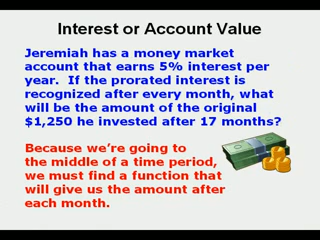 Interest or Account Value
Jeremiah has a money market
account that earns 5% interest per
year. If the prorated interest is
recognized after every month, what
will be the amount of the original
$1,250 he invested after 17 months?
Because we're going to
the middle of a time period,
we must find a function that
will give us the amount after
each month.